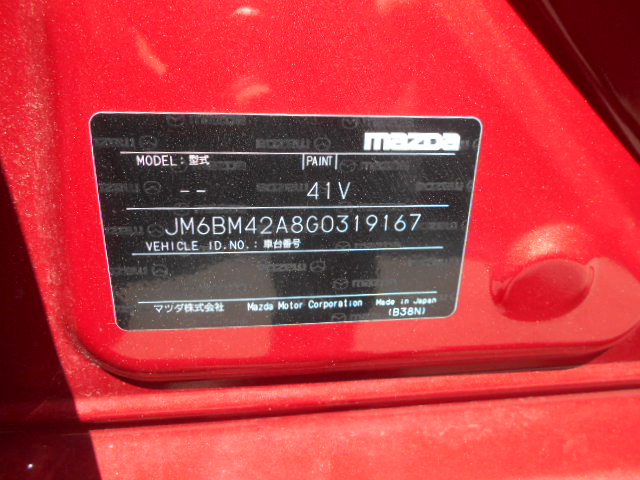 mazda
MODEL: 型式 PAINT
-- 41V
JM6BM42A8G0319167
VEHICLE ID.NO.: 車台番号
マツダ株式会社 Mazda Motor Corporation Made in Japan
(B38N)